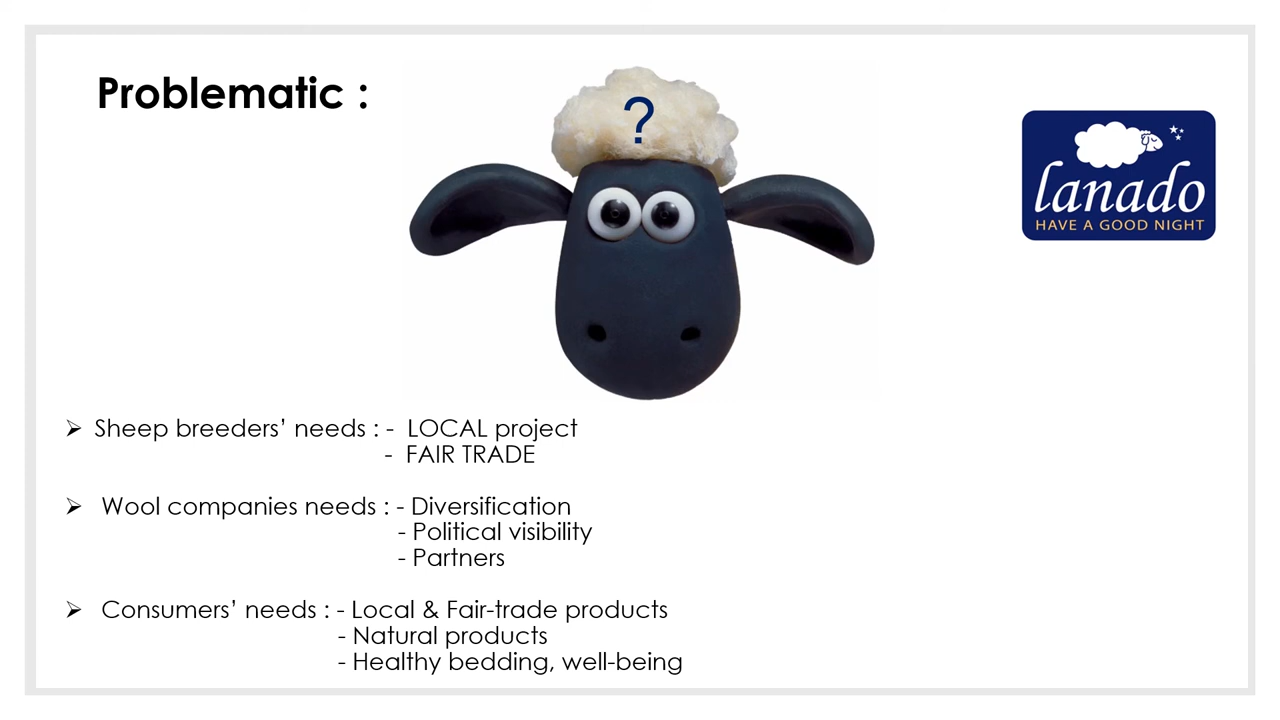 Problematic :
?
lanado
HAVE A GOOD NIGHT
➢ Sheep breeders’ needs : - LOCAL project
- FAIR TRADE
➢ Wool companies needs : - Diversification
- Political visibility
- Partners
➢ Consumers’ needs : - Local & Fair-trade products
- Natural products
- Healthy bedding, well-being